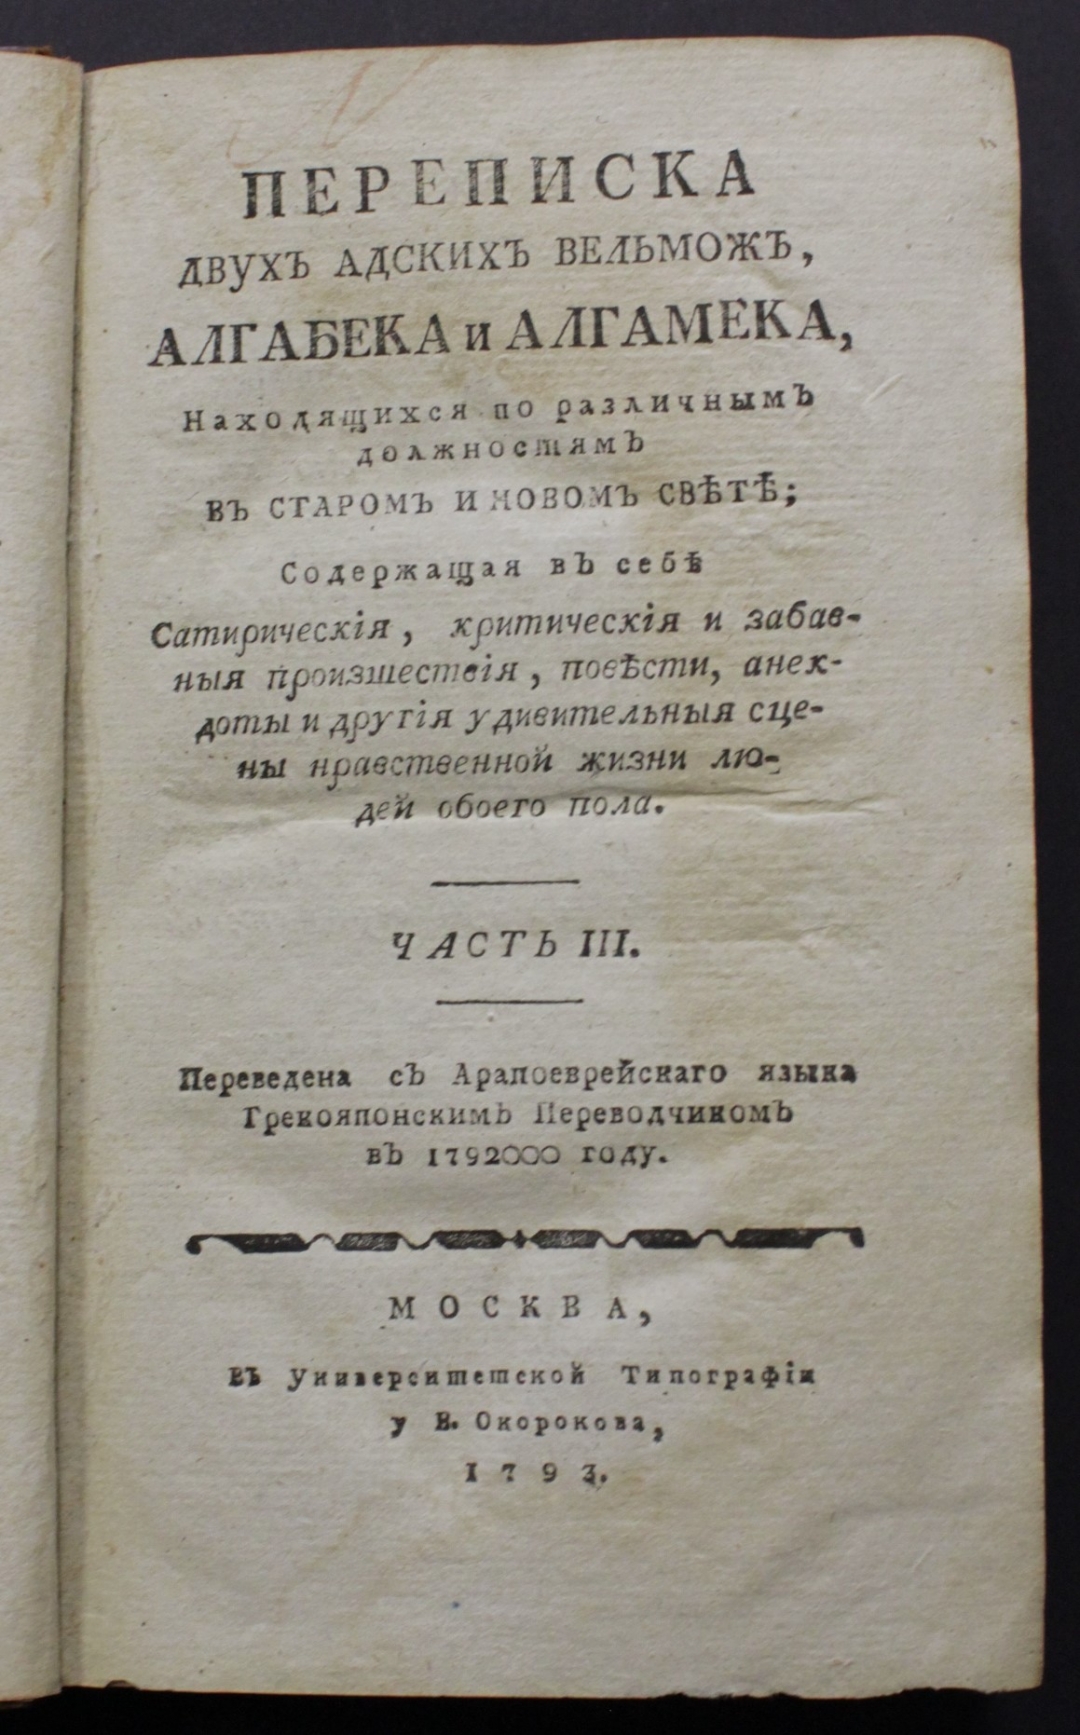 ПЕРЕПИСКА
ДВУХЪ АДСКИХЪ ВЕЛЬМОЖЪ,
АЛГАБЕКА и АЛГАМЕКА,
Находящихся по различнымъ
должностямъ
ВЪ СТАРОМЪ И НОВОМЪ СВѢТѢ;
Содержащая въ себѣ
Сатирическія, критическія и забав-
ныя произшествія, повѣсти, анек-
доты и другія удивительныя сце-
ны нравственной жизни лю-
дей обоего пола.
ЧАСТЬ III.
Переведена съ Арапоеврейскаго языка
Грекояпонскимъ Переводчикомъ
въ 1792000 году.
МОСКВА,
Въ Университетской Типографіи
у В. Окорокова,
1793.